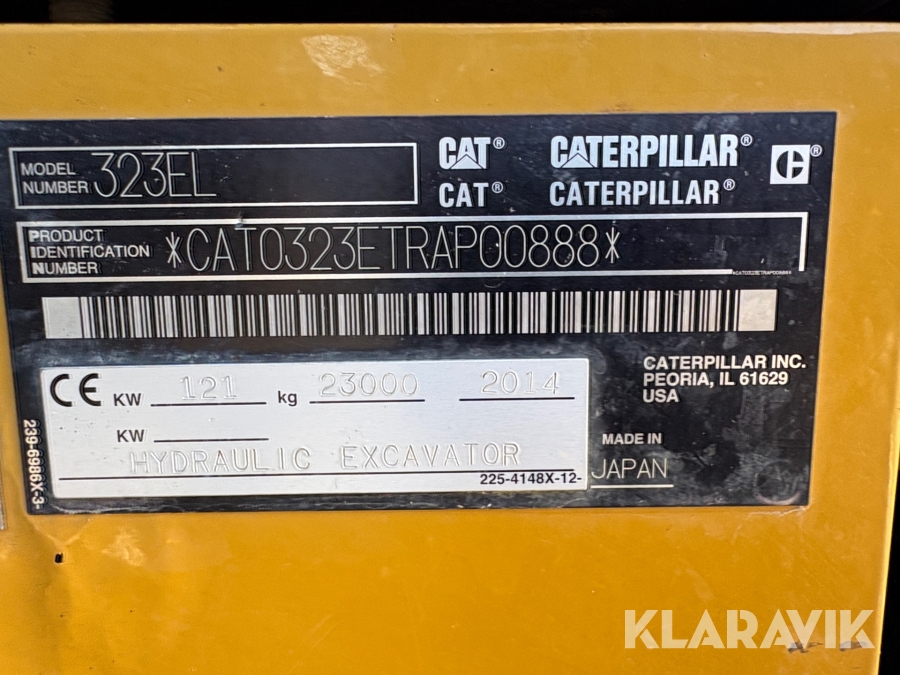 MODEL NUMBER 323EL
CAT® CATERPILLAR® C®
CAT® CATERPILLAR®
PRODUCT IDENTIFICATION NUMBER *CAT0323ETRAP00888*
*CAT0323ETRAP00888*
CATERPILLAR INC.
PEORIA, IL 61629
USA
CE KW 121 kg 23000 2014
KW
HYDRAULIC EXCAVATOR
225-4148X-12-
MADE IN
JAPAN
239-6986X-3-
KLARAVIK